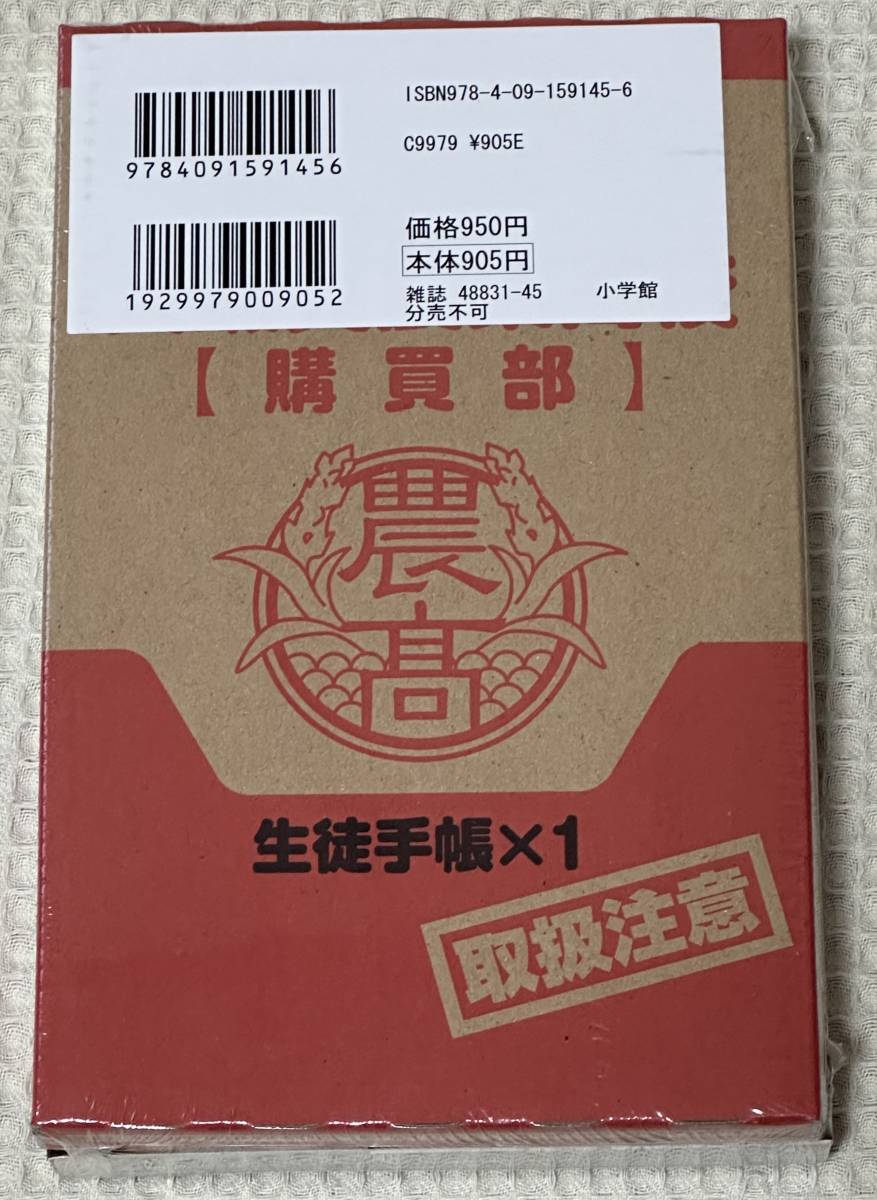 ISBN978-4-09-159145-6
9784091591456
C9979 ¥905E
価格950円
本体905円
1929979009052
雑誌 48831-45 小学館
分売不可
【購買部】
農高
生徒手帳×1
取扱注意